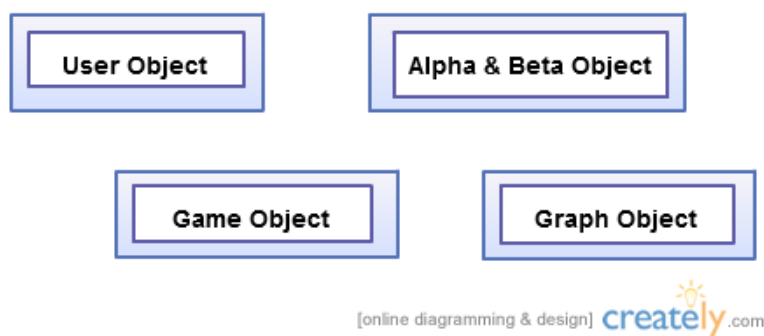 User Object
Alpha & Beta Object
Game Object
Graph Object
[online diagramming & design] creately.com